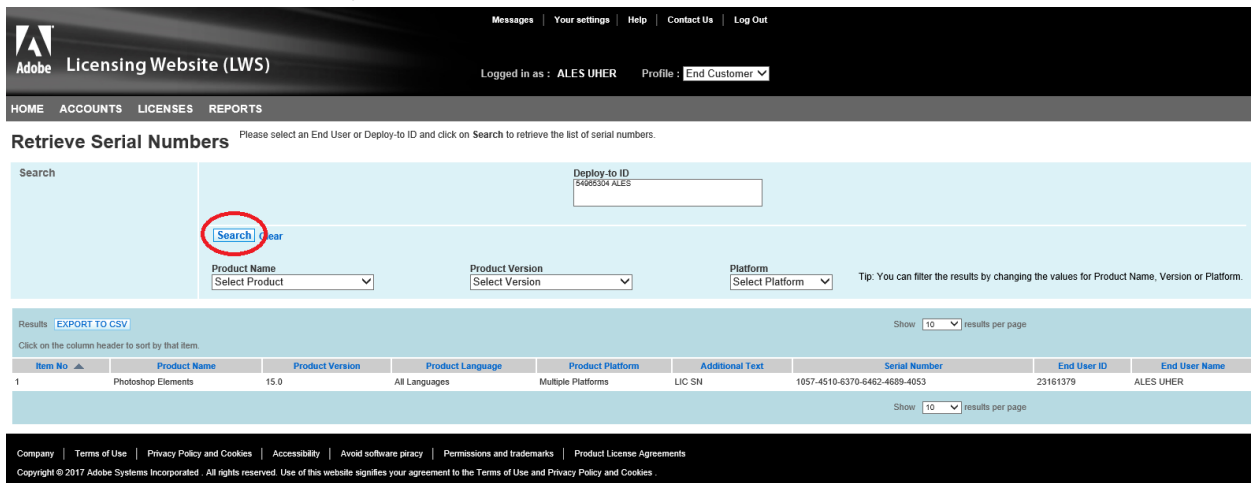 Messages | Your settings | Help | Contact Us | Log Out
Adobe Licensing Website (LWS)
Logged in as : ALES UHER Profile : End Customer
HOME ACCOUNTS LICENSES REPORTS
Retrieve Serial Numbers Please select an End User or Deploy-to ID and click on Search to retrieve the list of serial numbers.
Search
Deploy-to ID
54965304 ALES
Search Clear
Product Name Product Version Platform
Select Product Select Version Select Platform Tip: You can filter the results by changing the values for Product Name, Version or Platform.
Results EXPORT TO CSV Show 10 results per page
Click on the column header to sort by that item.
Item No Product Name Product Version Product Language Product Platform Additional Text Serial Number End User ID End User Name
1 Photoshop Elements 15.0 All Languages Multiple Platforms LIC SN 1057-4510-6370-6462-4689-4053 23161379 ALES UHER
Show 10 results per page
Company | Terms of Use | Privacy Policy and Cookies | Accessibility | Avoid software piracy | Permissions and trademarks | Product License Agreements
Copyright © 2017 Adobe Systems Incorporated . All rights reserved. Use of this website signifies your agreement to the Terms of Use and Privacy Policy and Cookies .